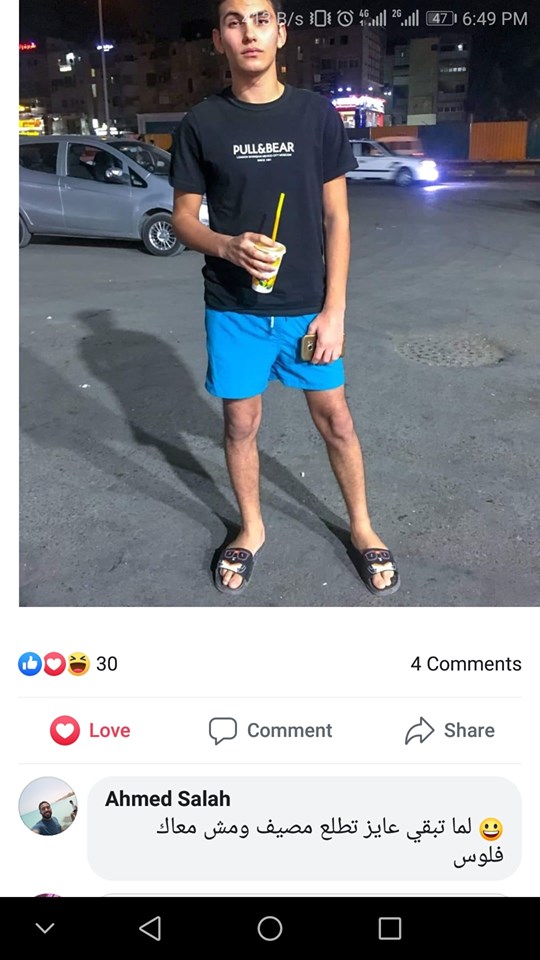 B/s 4G 2G 47 6:49 PM
PULL&BEAR
30
4 Comments
Love
Comment
Share
Ahmed Salah
😀 لما تبقي عايز تطلع مصيف ومش معاك
فلوس